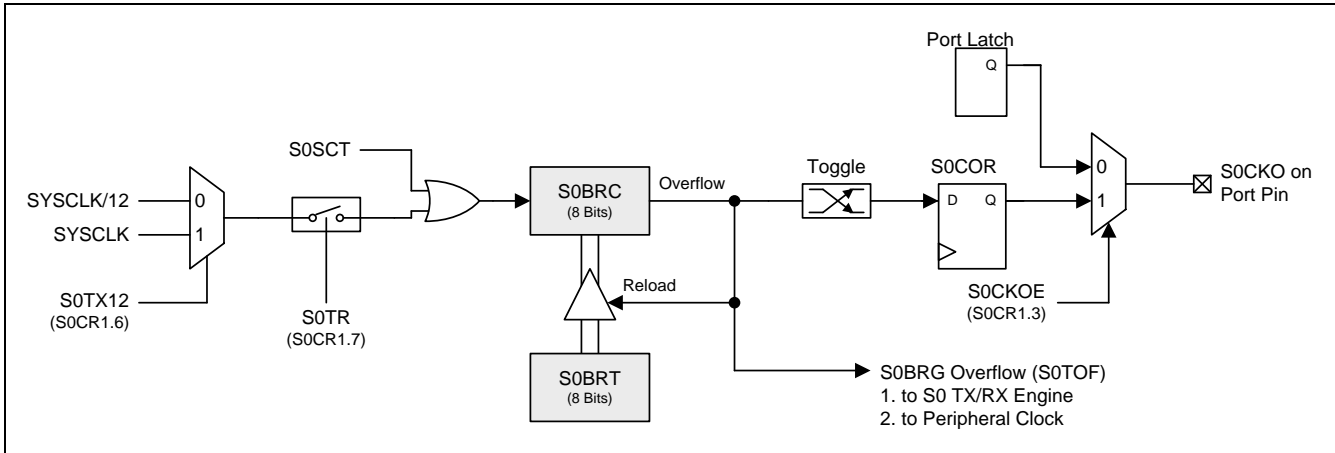 Port Latch
Q
S0SCT
Toggle
S0COR
0
S0CKO on
Port Pin
SYSCLK/12
0
S0BRC
(8 Bits)
Overflow
D
Q
1
SYSCLK
1
Reload
S0TX12
(S0CR1.6)
S0TR
(S0CR1.7)
S0CKOE
(S0CR1.3)
S0BRT
(8 Bits)
S0BRG Overflow (S0TOF)
1. to S0 TX/RX Engine
2. to Peripheral Clock